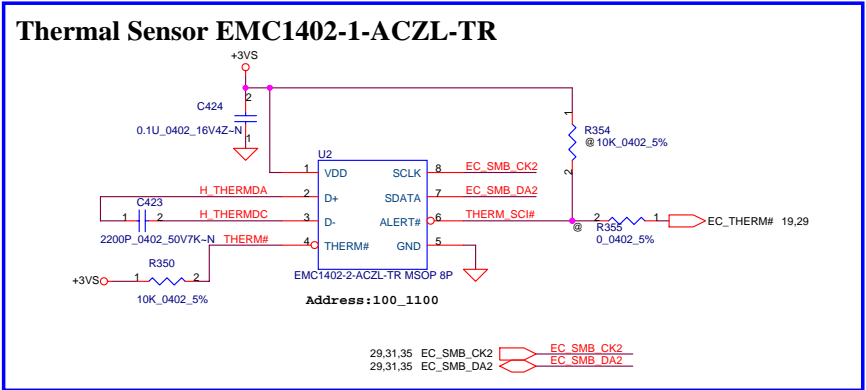 Thermal Sensor EMC1402-1-ACZL-TR
+3VS
2
C424
0.1U_0402_16V4Z~N
1
1
R354
@ 10K_0402_5%
2
U2
1 VDD SCLK 8 EC_SMB_CK2
H_THERMDA 2 D+ SDATA 7 EC_SMB_DA2
C423
1 2 H_THERMDC 3 D- ALERT# 6 THERM_SCI# 2 1 EC_THERM# 19,29
@ R355
0_0402_5%
2200P_0402_50V7K~N THERM# 4 THERM# GND 5
R350
EMC1402-2-ACZL-TR MSOP 8P
+3VS 1 2
10K_0402_5%
Address:100_1100
29,31,35 EC_SMB_CK2 EC_SMB_CK2
29,31,35 EC_SMB_DA2 EC_SMB_DA2